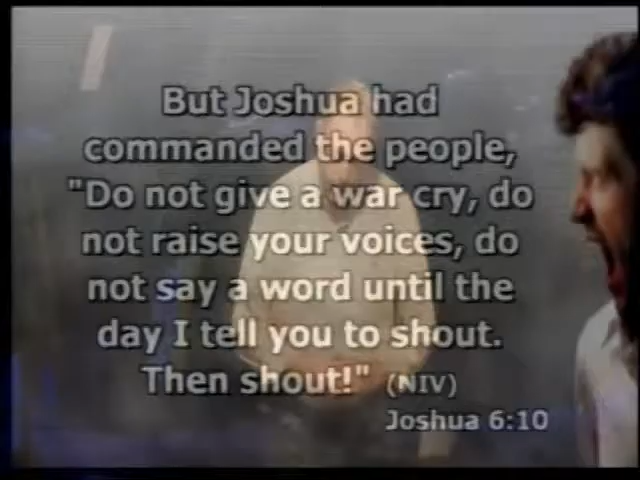 But Joshua had
commanded the people,
"Do not give a war cry, do
not raise your voices, do
not say a word until the
day I tell you to shout.
Then shout!" (NIV)
Joshua 6:10